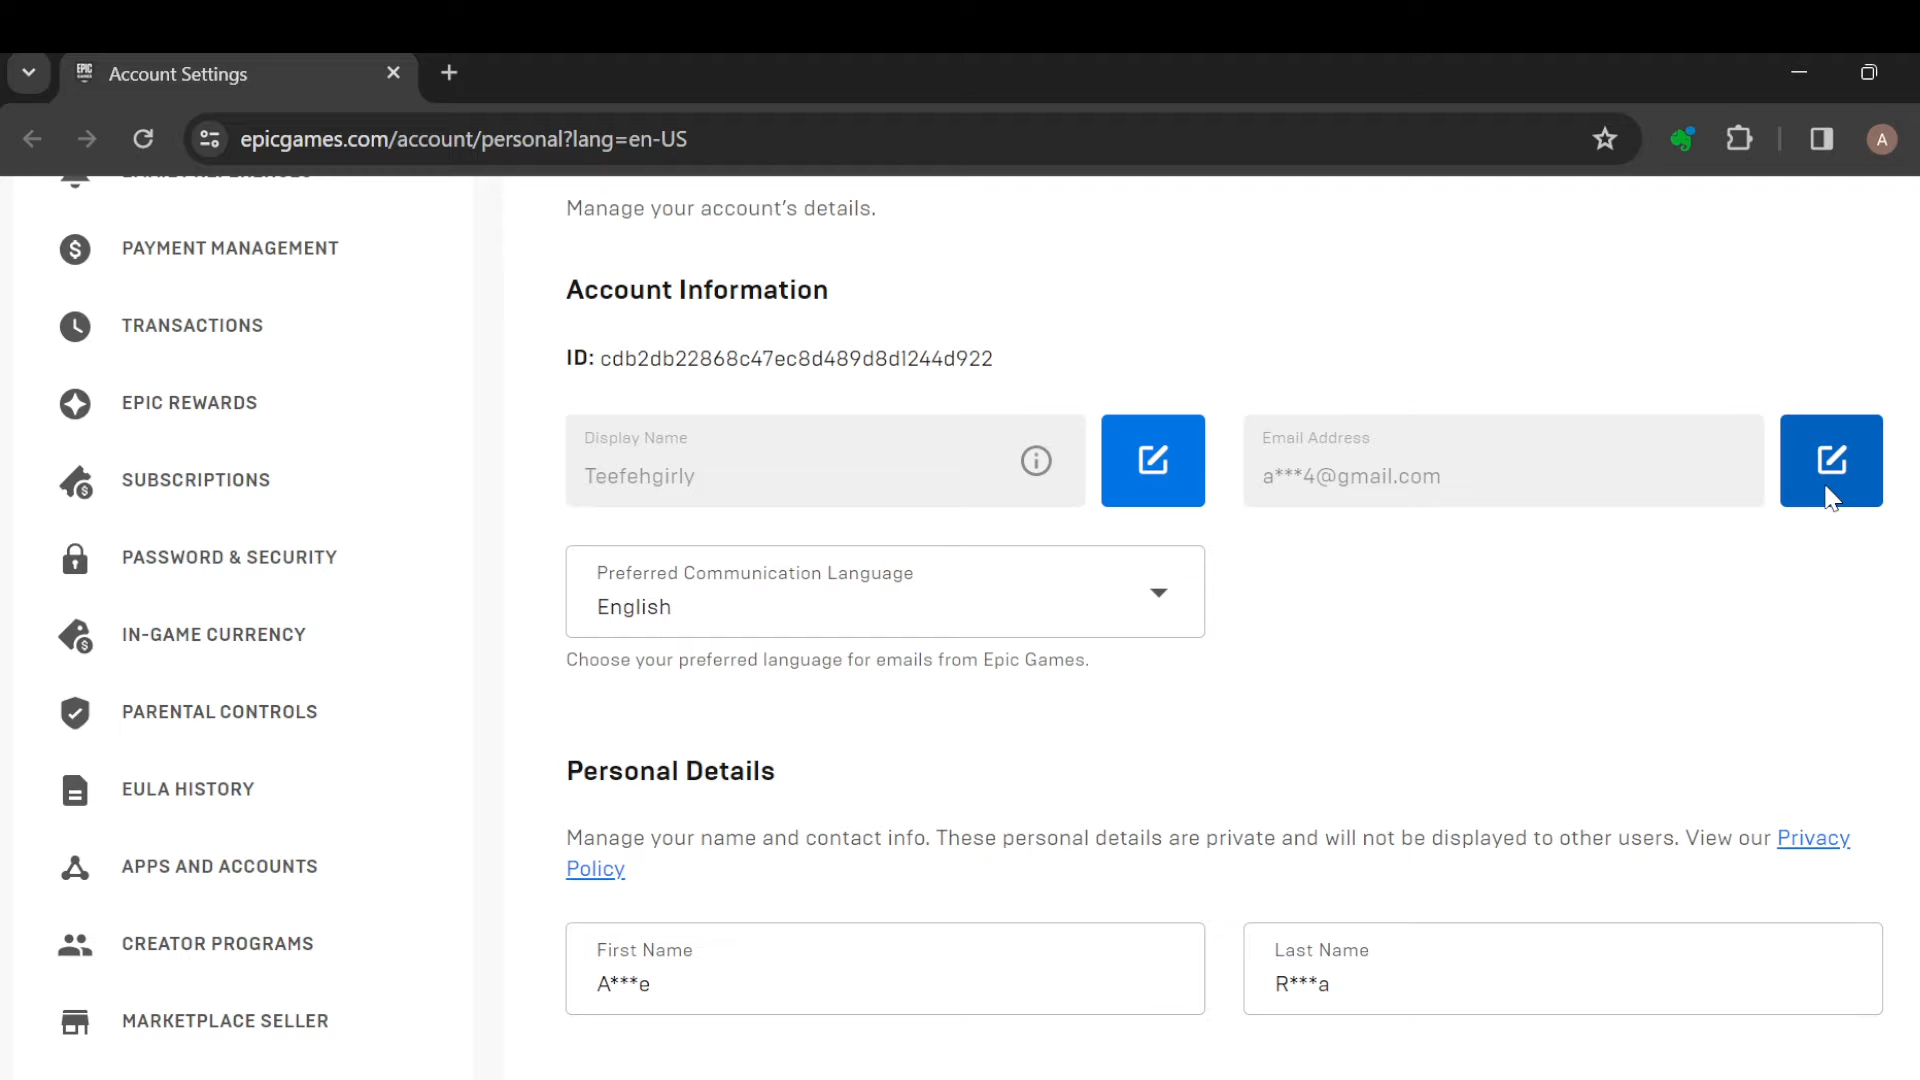 EPIC GAMES
Account Settings
epicgames.com/account/personal?lang=en-US
A
PAYMENT MANAGEMENT
TRANSACTIONS
EPIC REWARDS
SUBSCRIPTIONS
PASSWORD & SECURITY
IN-GAME CURRENCY
PARENTAL CONTROLS
EULA HISTORY
APPS AND ACCOUNTS
CREATOR PROGRAMS
MARKETPLACE SELLER
Manage your account's details.
Account Information
ID: cdb2db22868c47ec8d489d8d1244d922
Display Name
Teefehgirly
Email Address
a***4@gmail.com
Preferred Communication Language
English
Choose your preferred language for emails from Epic Games.
Personal Details
Manage your name and contact info. These personal details are private and will not be displayed to other users. View our Privacy
Policy
First Name
A***e
Last Name
R***a